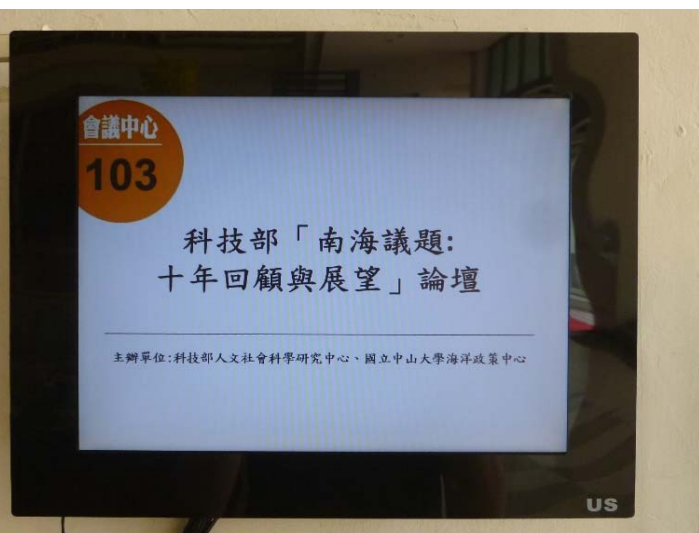 會議中心
103
科技部「南海議題:
十年回顧與展望」論壇
主辦單位:科技部人文社會科學研究中心、國立中山大學海洋政策中心
US